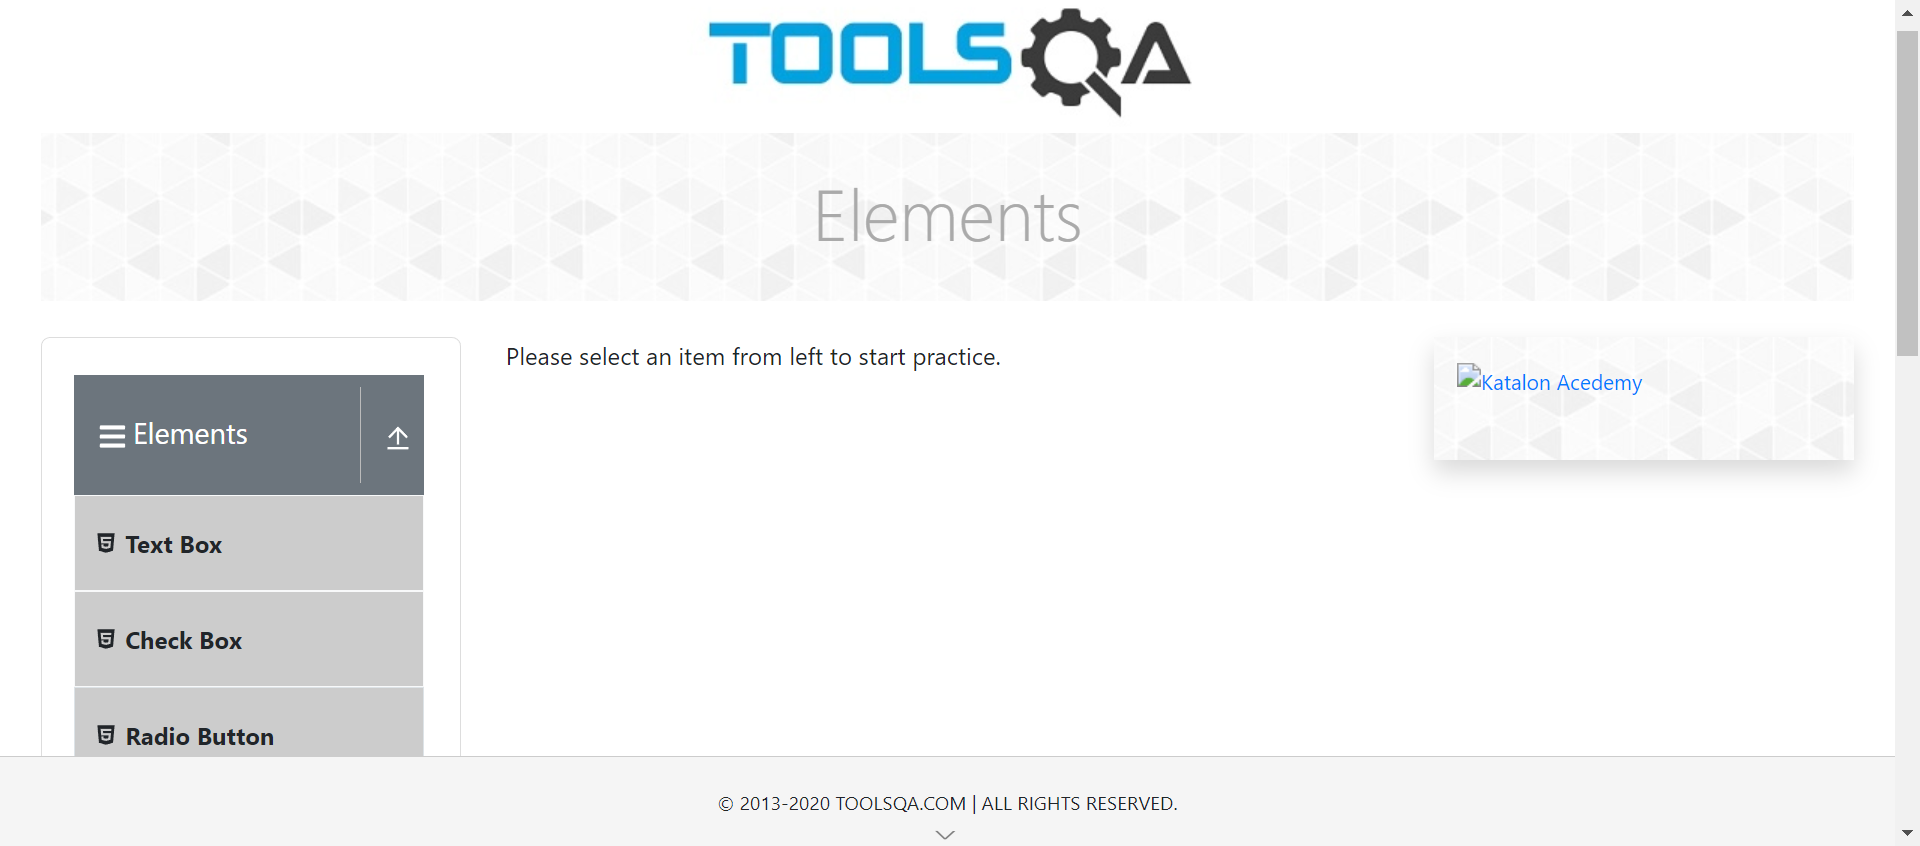 TOOLSQA
Elements
Elements
Text Box
Check Box
Radio Button
Please select an item from left to start practice.
Katalon Acedemy
© 2013-2020 TOOLSQA.COM | ALL RIGHTS RESERVED.